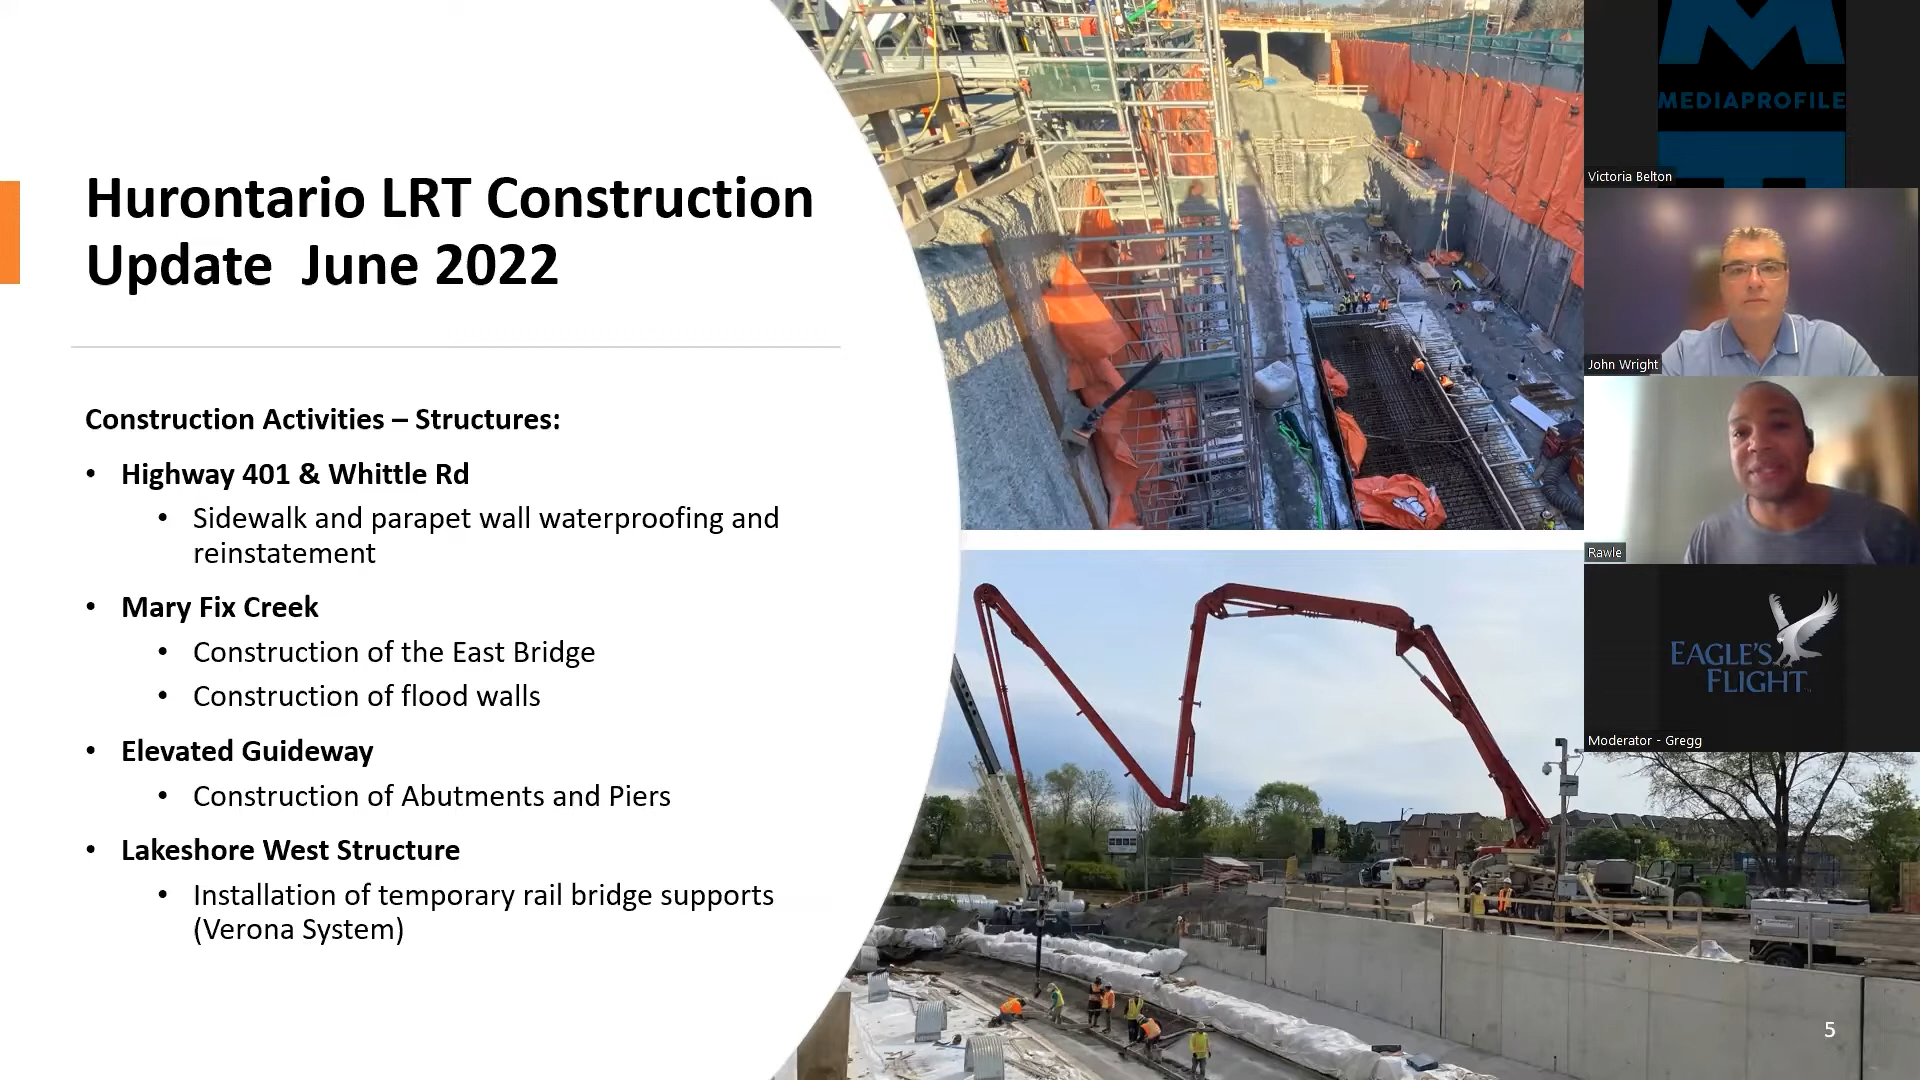 Hurontario LRT Construction
Update June 2022
Construction Activities – Structures:
• Highway 401 & Whittle Rd
• Sidewalk and parapet wall waterproofing and
reinstatement
• Mary Fix Creek
• Construction of the East Bridge
• Construction of flood walls
• Elevated Guideway
• Construction of Abutments and Piers
• Lakeshore West Structure
• Installation of temporary rail bridge supports
(Verona System)
MEDIAPROFILE
Victoria Belton
John Wright
Rawle
EAGLE'S
FLIGHT
Moderator - Gregg
5